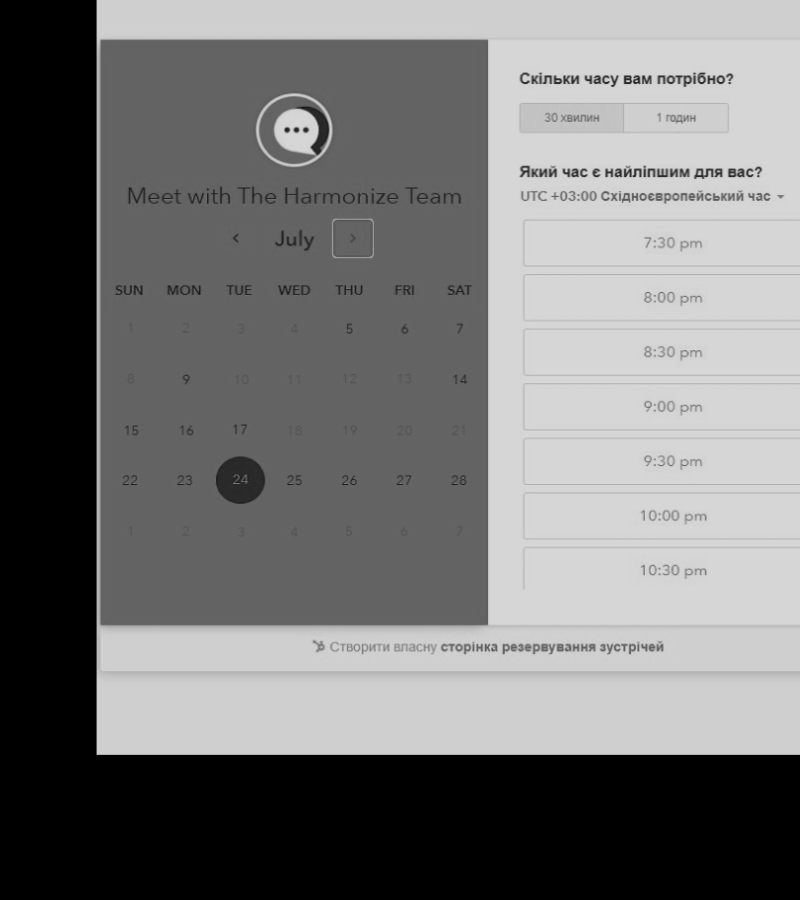 Meet with The Harmonize Team
July
SUN MON TUE WED THU FRI SAT
1 2 3 4 5 6 7
8 9 10 11 12 13 14
15 16 17 18 19 20 21
22 23 24 25 26 27 28
1 2 3 4 5 6 7
Скільки часу вам потрібно?
30 хвилин 1 годин
Який час є найліпшим для вас?
UTC +03:00 Східноєвропейський час
7:30 pm
8:00 pm
8:30 pm
9:00 pm
9:30 pm
10:00 pm
10:30 pm
Створити власну сторінка резервування зустрічей